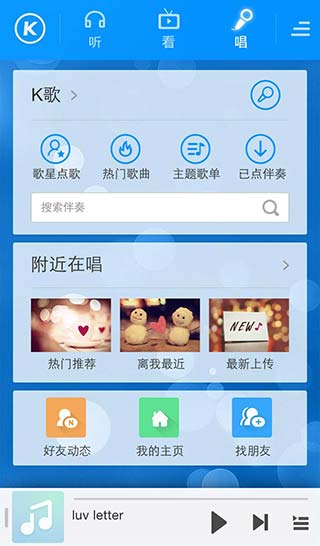 K
听 看 唱
K歌
歌星点歌 热门歌曲 主题歌单 已点伴奏
搜索伴奏
附近在唱
NEW
热门推荐 离我最近 最新上传
N
好友动态 我的主页 找朋友
luv letter